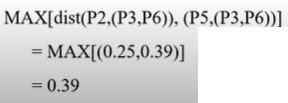 MAX[dist(P2,(P3,P6)), (P5,(P3,P6))]
= MAX[(0.25,0.39)]
= 0.39